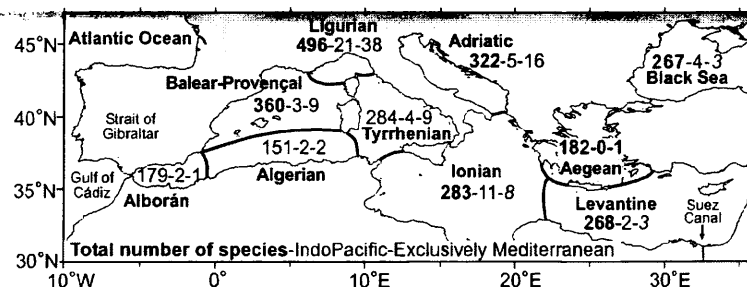 45°N
Atlantic Ocean
Ligurian
496-21-38
Adriatic
322-5-16
267-4-3
Black Sea
Balear-Provençal
360-3-9
40°N
Strait of
Gibraltar
284-4-9
Tyrrhenian
151-2-2
182-0-1
Aegean
35°N
Gulf of
Cádiz
179-2-1
Alborán
Algerian
Ionian
283-11-8
Levantine
268-2-3
Suez
Canal
30°N
Total number of species-IndoPacific-Exclusively Mediterranean
10°W
0°
10°E
20°E
30°E